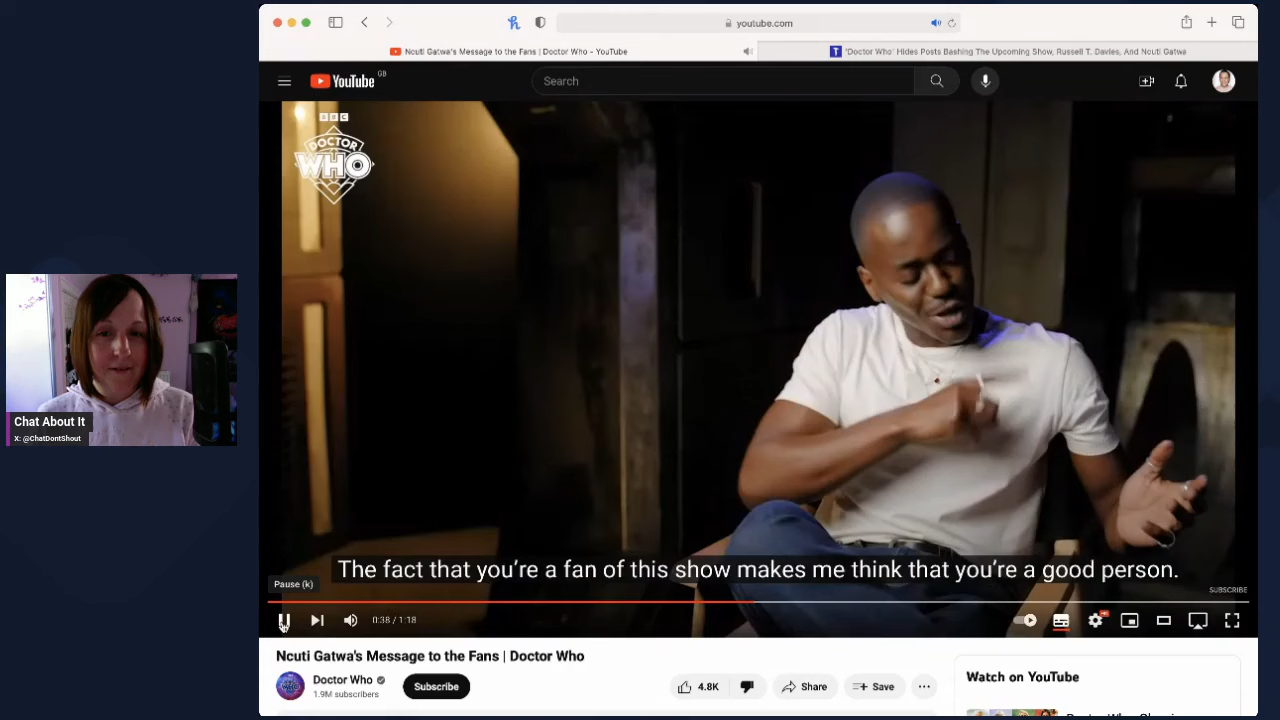 youtube.com
Ncuti Gatwa's Message to the Fans | Doctor Who - YouTube
'Doctor Who' Hides Posts Bashing The Upcoming Show, Russell T. Davies, And Ncuti Gatwa
YouTube GB
Search
BBC
DOCTOR
WHO
Chat About It
X: @ChatDontShout
The fact that you're a fan of this show makes me think that you're a good person.
Pause (k)
SUBSCRIBE
0:38 / 1:18
Ncuti Gatwa's Message to the Fans | Doctor Who
Doctor Who
1.9M subscribers
Subscribe
4.8K
Share
Save
Watch on YouTube